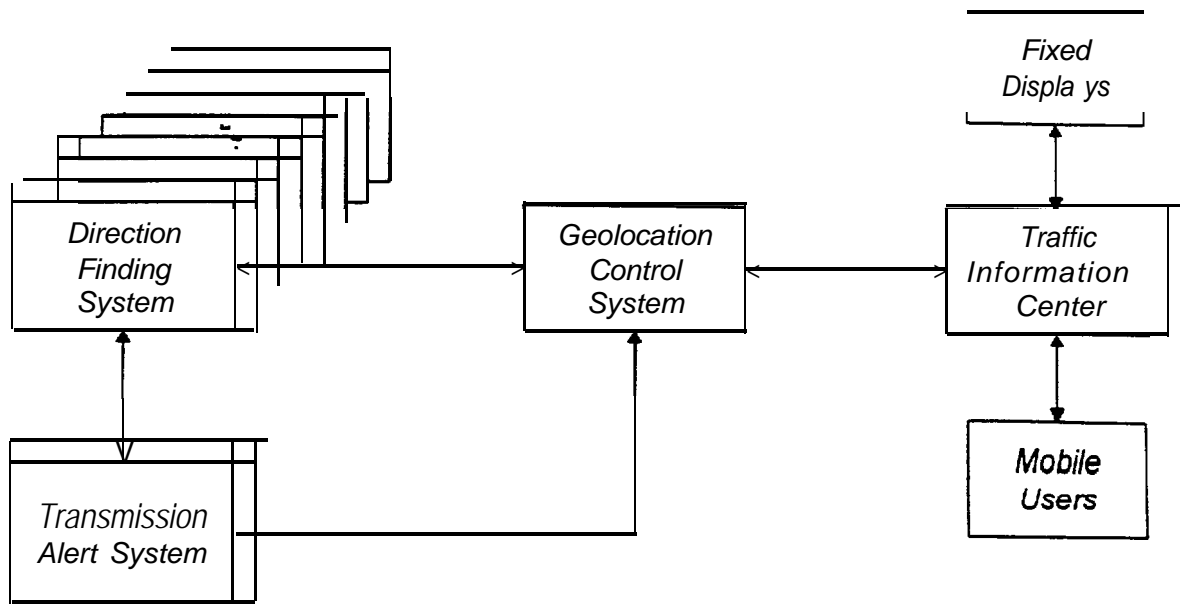 Fixed
Displa ys
Direction
Finding
System
Geolocation
Control
System
Traffic
Information
Center
Transmission
Alert System
Mobile
Users